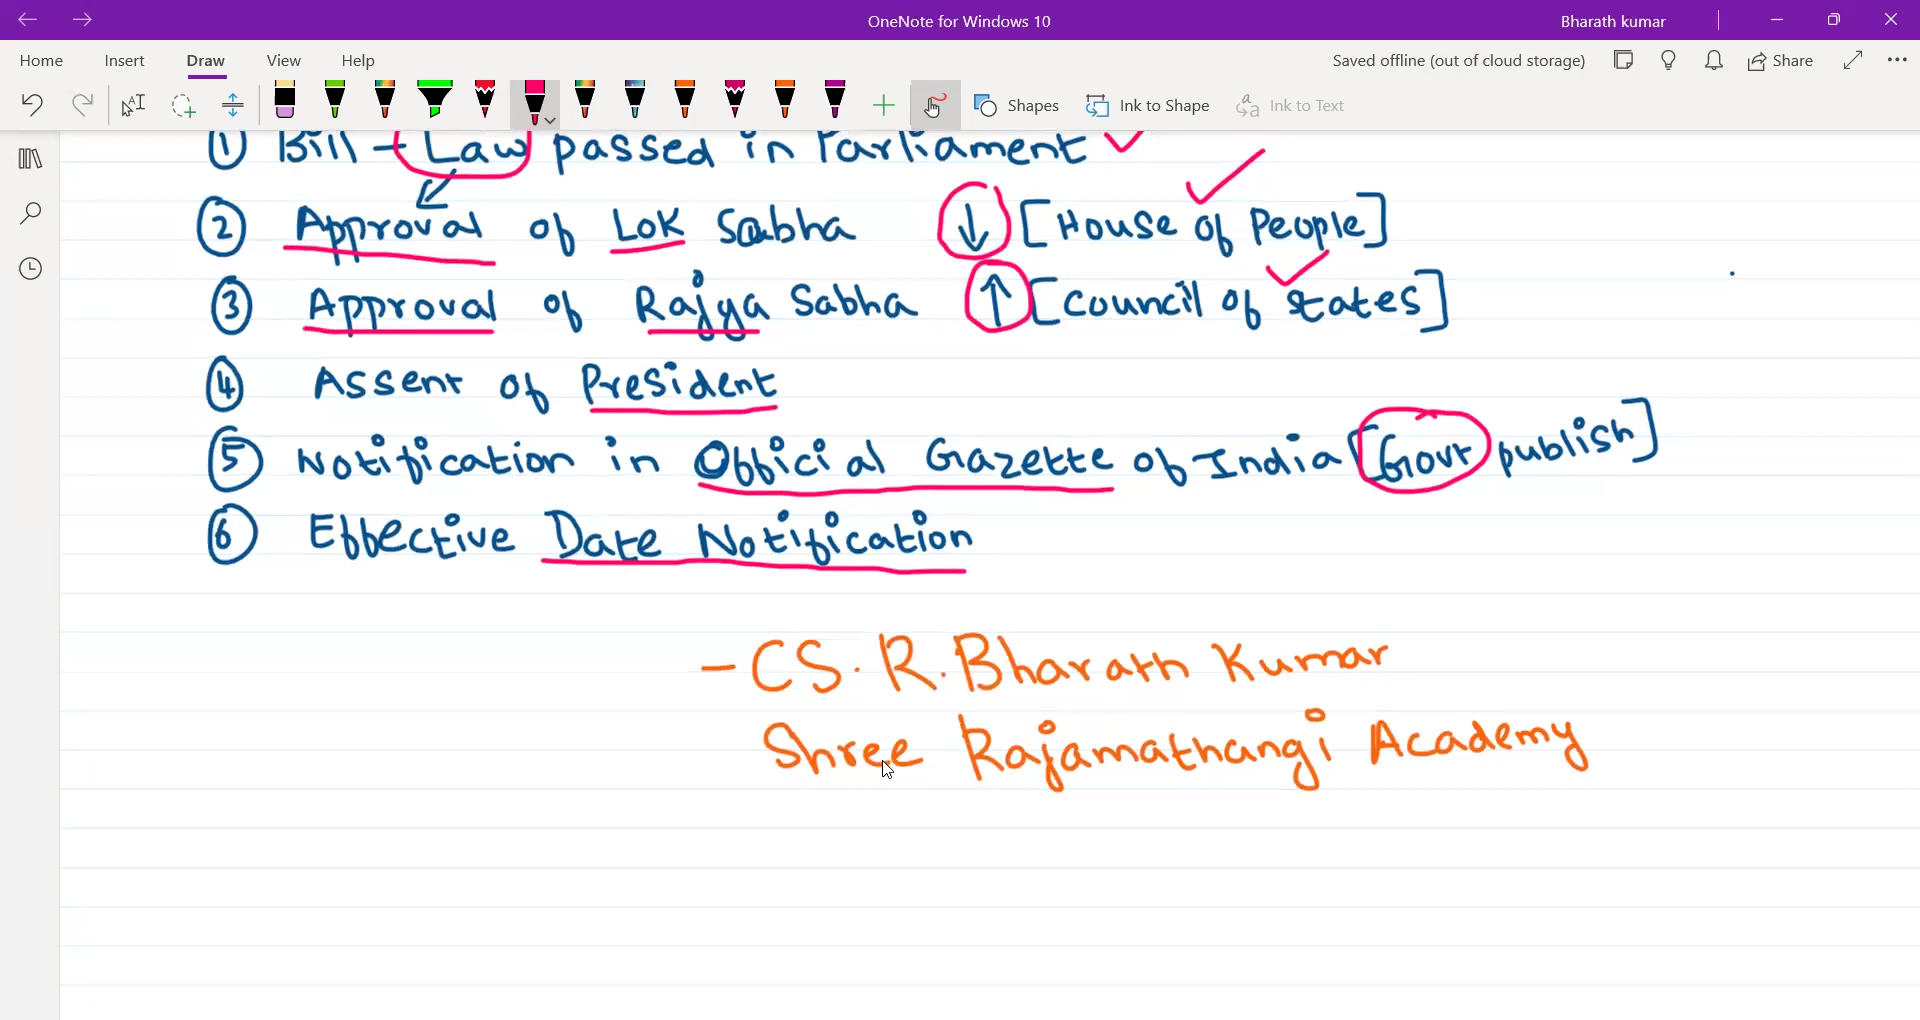 OneNote for Windows 10
Bharath kumar
Home Insert Draw View Help
Saved offline (out of cloud storage)
Share
Shapes Ink to Shape Ink to Text
① Bill - Law passed in Parliament
② Approval of Lok Sabha ↓ [House of People]
③ Approval of Rajya Sabha ↑ [Council of States]
④ Assent of President
⑤ Notification in Official Gazette of India [Govt publish]
⑥ Effective Date Notification
- CS. R. Bharath Kumar
Shree Rajamathangi Academy